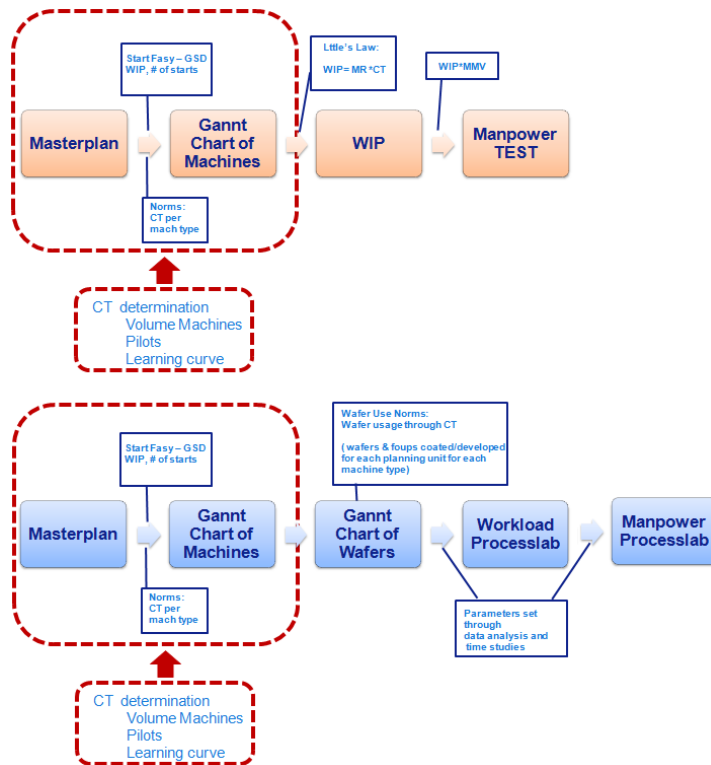 Start Fasy – GSD
WIP, # of starts
Lttle's Law:
WIP= MR*CT
WIP*MMV
Masterplan
Gannt
Chart of
Machines
WIP
Manpower
TEST
Norms:
CT per
mach type
CT determination
Volume Machines
Pilots
Learning curve
Wafer Use Norms:
Wafer usage through CT
( wafers & foups coated/developed
for each planning unit for each
machine type)
Start Fasy – GSD
WIP, # of starts
Masterplan
Gannt
Chart of
Machines
Gannt
Chart of
Wafers
Workload
Processlab
Manpower
Processlab
Norms:
CT per
mach type
Parameters set
through
data analysis and
time studies
CT determination
Volume Machines
Pilots
Learning curve